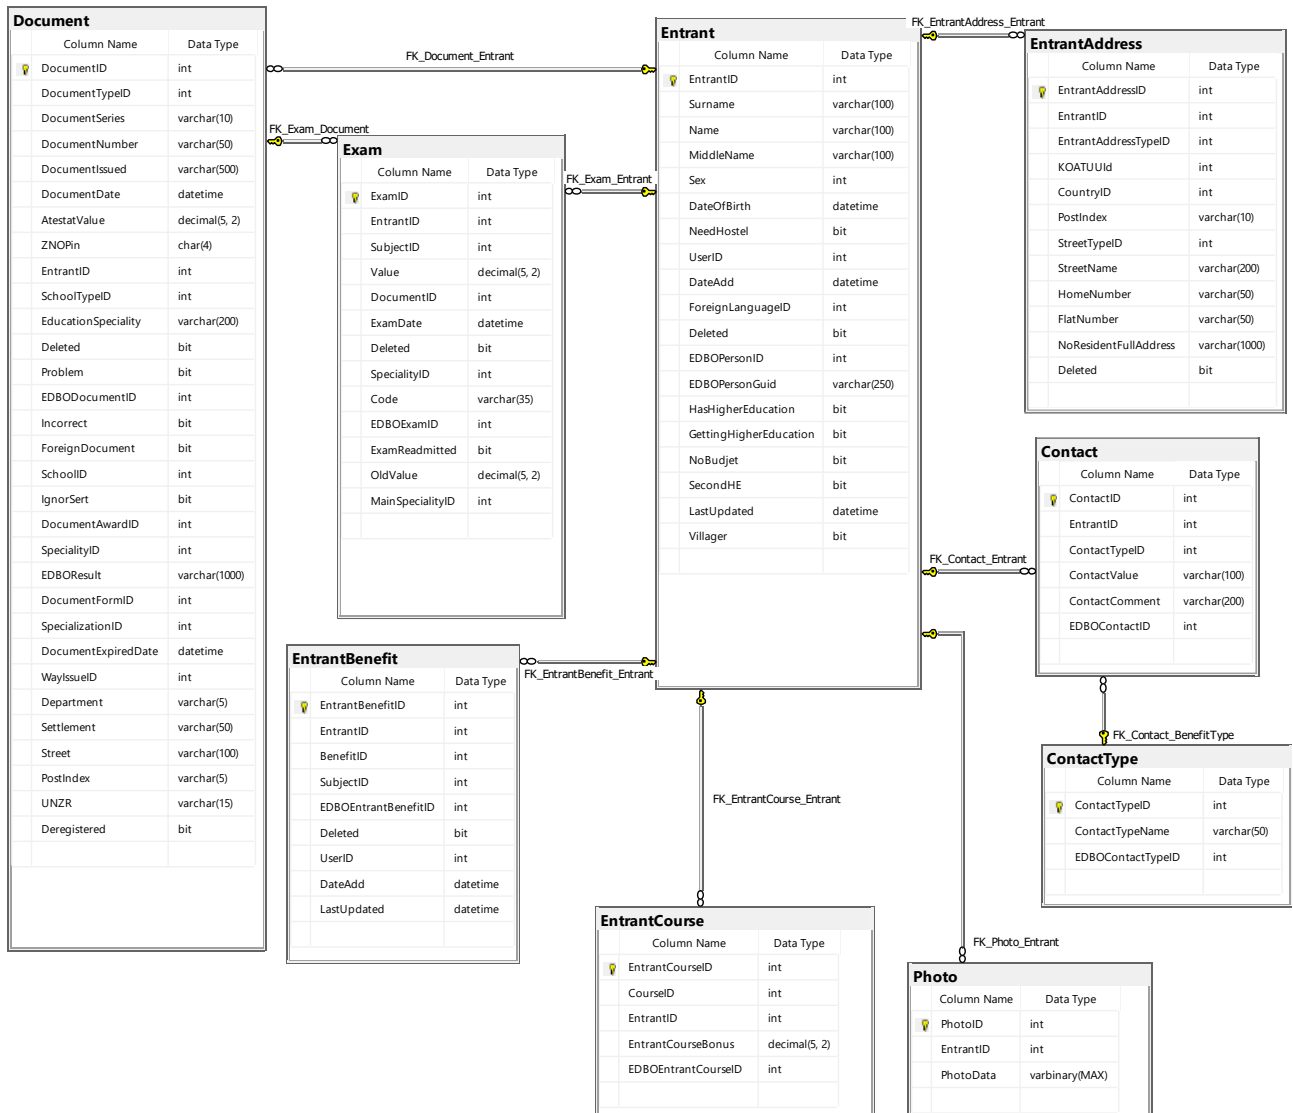 Document
Column Name Data Type
DocumentID int
DocumentTypeID int
DocumentSeries varchar(10)
DocumentNumber varchar(50)
DocumentIssued varchar(500)
DocumentDate datetime
AtestatValue decimal(5, 2)
ZNOPin char(4)
EntrantID int
SchoolTypeID int
EducationSpeciality varchar(200)
Deleted bit
Problem bit
EDBODocumentID int
Incorrect bit
ForeignDocument bit
SchoolID int
IgnorSert bit
DocumentAwardID int
SpecialityID int
EDBOResult varchar(1000)
DocumentFormID int
SpecializationID int
DocumentExpiredDate datetime
WayIssueID int
Department varchar(5)
Settlement varchar(50)
Street varchar(100)
PostIndex varchar(5)
UNZR varchar(15)
Deregistered bit
FK_Document_Entrant
FK_Exam_Document
Exam
Column Name Data Type
ExamID int
EntrantID int
SubjectID int
Value decimal(5, 2)
DocumentID int
ExamDate datetime
Deleted bit
SpecialityID int
Code varchar(35)
EDBOExamID int
ExamReadmitted bit
OldValue decimal(5, 2)
MainSpecialityID int
FK_Exam_Entrant
Entrant
Column Name Data Type
EntrantID int
Surname varchar(100)
Name varchar(100)
MiddleName varchar(100)
Sex int
DateOfBirth datetime
NeedHostel bit
UserID int
DateAdd datetime
ForeignLanguageID int
Deleted bit
EDBOPersonID int
EDBOPersonGuid varchar(250)
HasHigherEducation bit
GettingHigherEducation bit
NoBudjet bit
SecondHE bit
LastUpdated datetime
Villager bit
FK_EntrantAddress_Entrant
EntrantAddress
Column Name Data Type
EntrantAddressID int
EntrantID int
EntrantAddressTypeID int
KOATUUId int
CountryID int
PostIndex varchar(10)
StreetTypeID int
StreetName varchar(200)
HomeNumber varchar(50)
FlatNumber varchar(50)
NoResidentFullAddress varchar(1000)
Deleted bit
Contact
Column Name Data Type
ContactID int
EntrantID int
ContactTypeID int
ContactValue varchar(100)
ContactComment varchar(200)
EDBOContactID int
FK_Contact_Entrant
FK_Contact_BenefitType
ContactType
Column Name Data Type
ContactTypeID int
ContactTypeName varchar(50)
EDBOContactTypeID int
EntrantBenefit
Column Name Data Type
EntrantBenefitID int
EntrantID int
BenefitID int
SubjectID int
EDBOEntrantBenefitID int
Deleted bit
UserID int
DateAdd datetime
LastUpdated datetime
FK_EntrantBenefit_Entrant
FK_EntrantCourse_Entrant
EntrantCourse
Column Name Data Type
EntrantCourseID int
CourseID int
EntrantID int
EntrantCourseBonus decimal(5, 2)
EDBOEntrantCourseID int
FK_Photo_Entrant
Photo
Column Name Data Type
PhotoID int
EntrantID int
PhotoData varbinary(MAX)